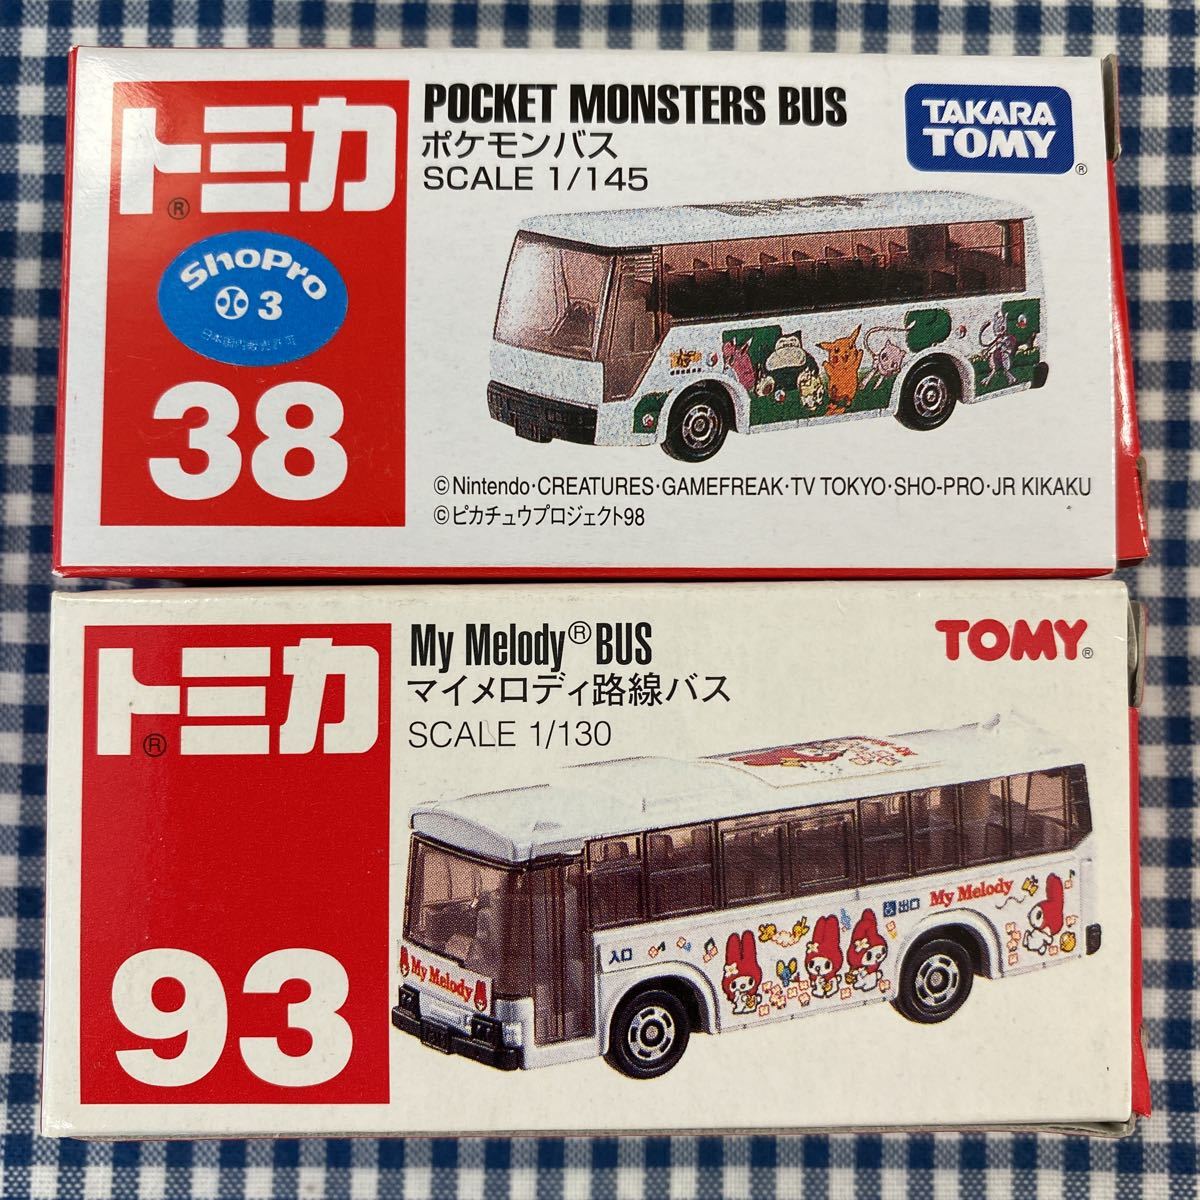 トミカ®
POCKET MONSTERS BUS
ポケモンバス
SCALE 1/145
TAKARA
TOMY®
ShoPro
3
38
©Nintendo･CREATURES･GAMEFREAK･TV TOKYO･SHO-PRO･JR KIKAKU
©ピカチュウプロジェクト98
トミカ®
My Melody® BUS
マイメロディ路線バス
SCALE 1/130
TOMY®
93
入口
出口
My Melody
My Melody